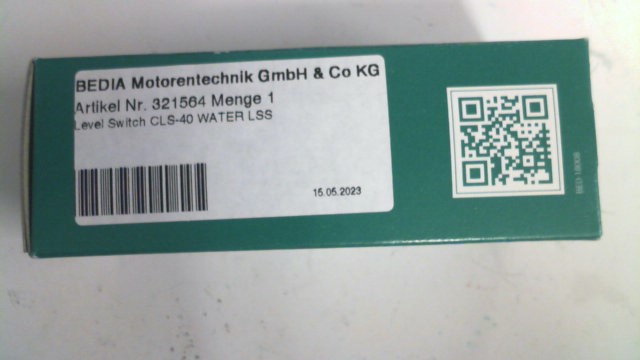 BEDIA Motorentechnik GmbH & Co KG
Artikel Nr. 321564 Menge 1
Level Switch CLS-40 WATER LSS
15.05.2023